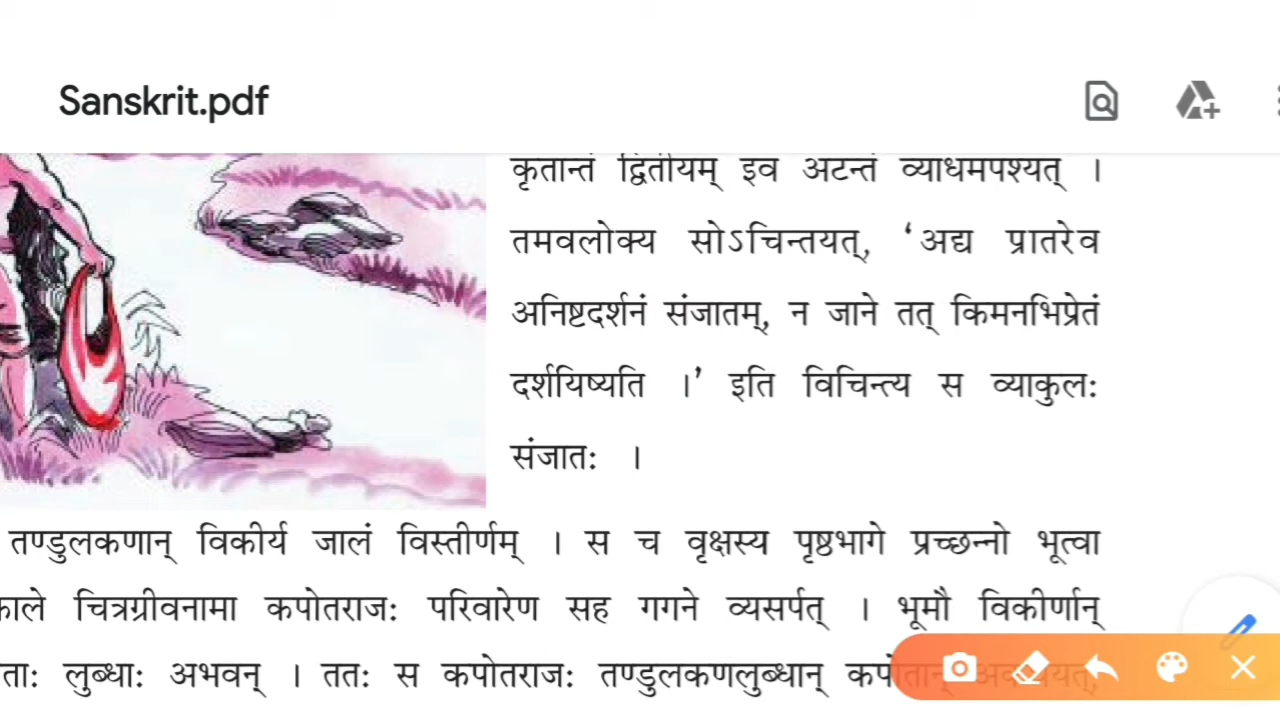 Sanskrit.pdf
कृतान्तं द्वितीयम् इव अटन्तं व्याधमपश्यत् ।
तमवलोक्य सोऽचिन्तयत्, ‘अद्य प्रातरेव
अनिष्टदर्शनं संजातम्, न जाने तत् किमनभिप्रेतं
दर्शयिष्यति ।’ इति विचिन्त्य स व्याकुलः
संजातः ।
तण्डुलकणान् विकीर्य जालं विस्तीर्णम् । स च वृक्षस्य पृष्ठभागे प्रच्छन्नो भूत्वा
चित्रग्रीवनामा कपोतराजः परिवारेण सह गगने व्यसर्पत् । भूमौ विकीर्णान्
लुब्धाः अभवन् । ततः स कपोतराजः तण्डुलकणलुब्धान् कपोतान्